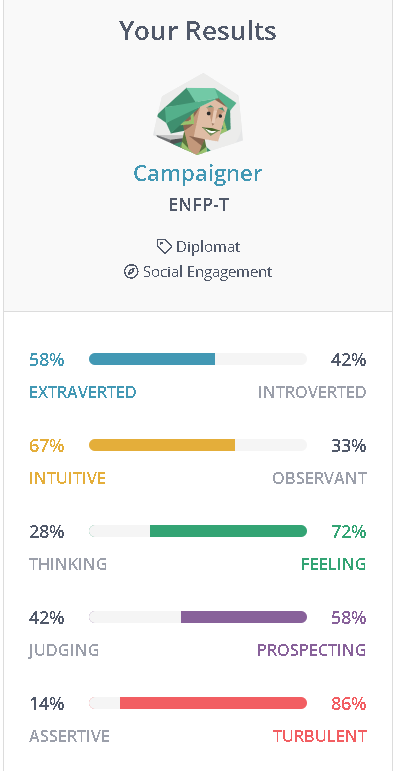 Your Results
Campaigner
ENFP-T
Diplomat
Social Engagement
58% 42%
EXTRAVERTED INTROVERTED
67% 33%
INTUITIVE OBSERVANT
28% 72%
THINKING FEELING
42% 58%
JUDGING PROSPECTING
14% 86%
ASSERTIVE TURBULENT